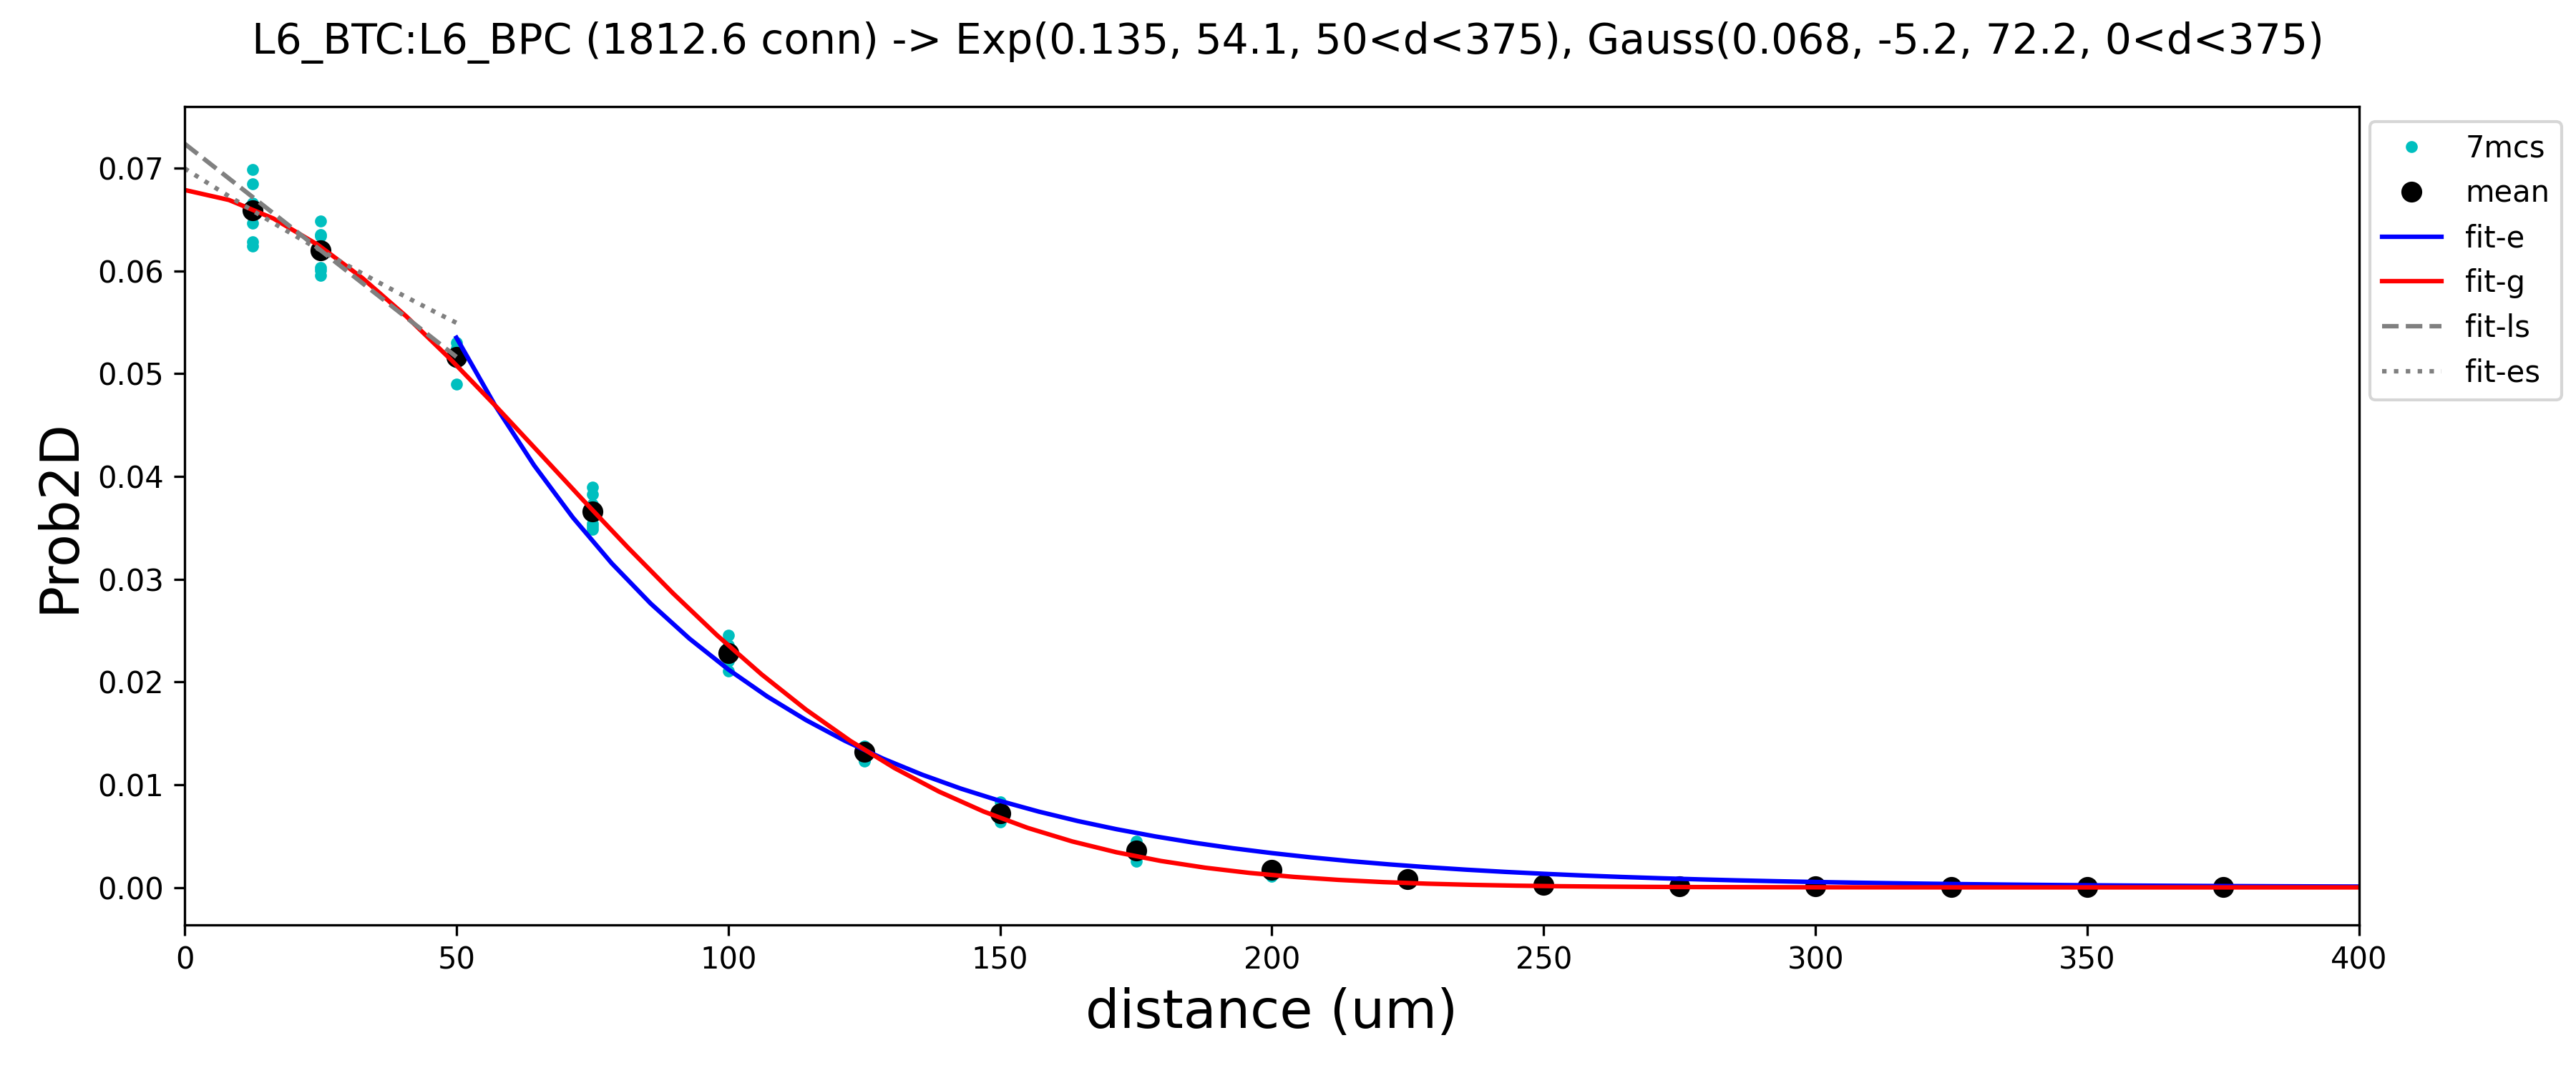 L6_BTC:L6_BPC (1812.6 conn) -> Exp(0.135, 54.1, 50<d<375), Gauss(0.068, -5.2, 72.2, 0<d<375)
7mcs
mean
fit-e
fit-g
fit-ls
fit-es
Prob2D
0.07
0.06
0.05
0.04
0.03
0.02
0.01
0.00
0 50 100 150 200 250 300 350 400
distance (um)